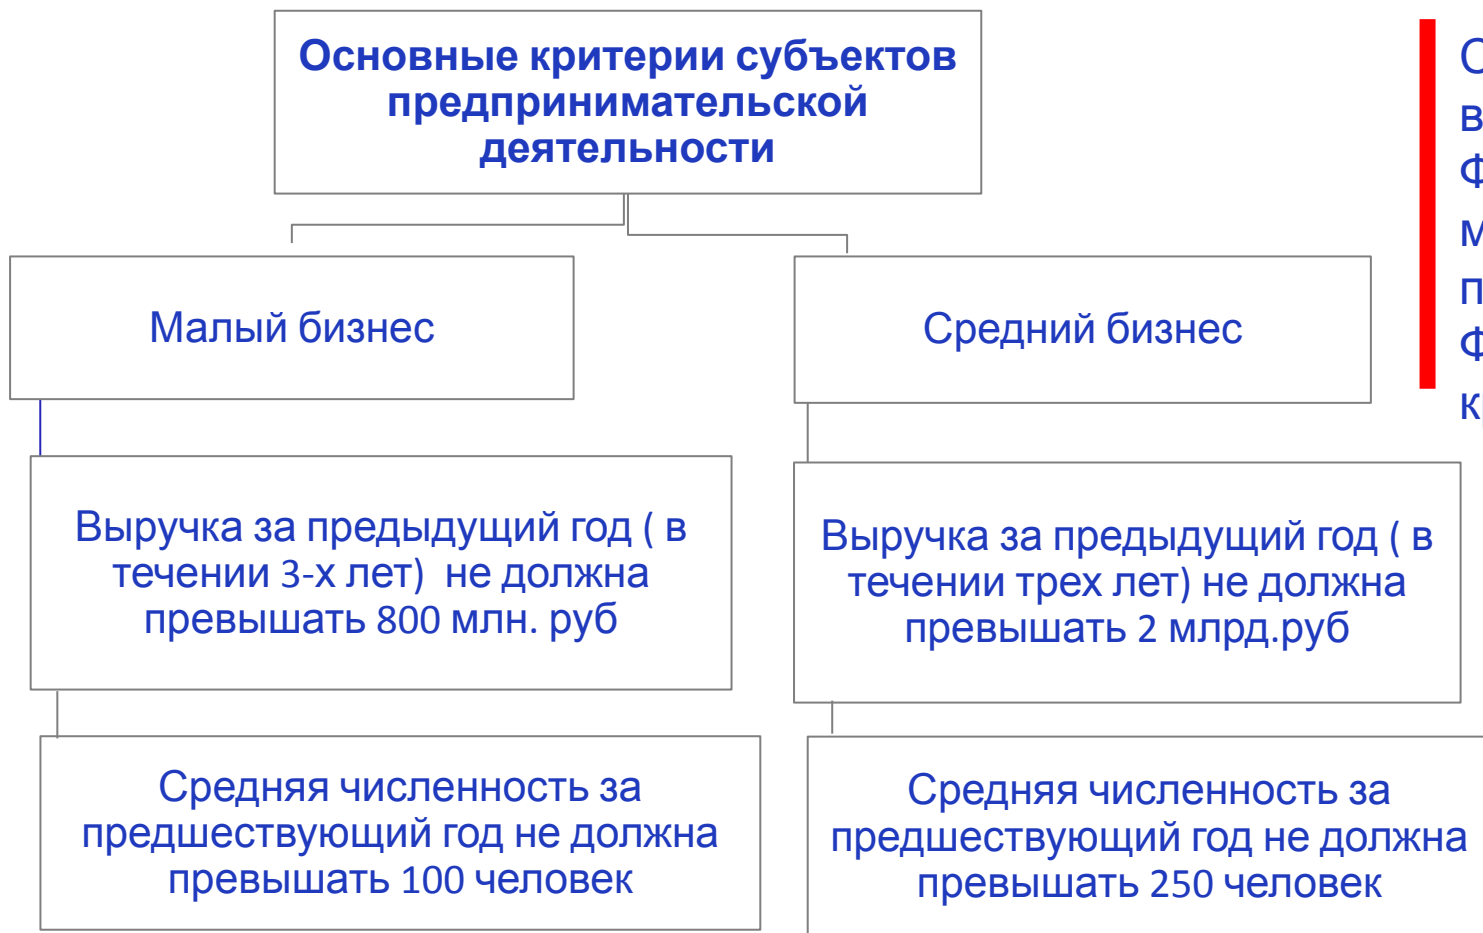 Основные критерии субъектов
предпринимательской
деятельности
Малый бизнес
Средний бизнес
Выручка за предыдущий год ( в
течении 3-х лет) не должна
превышать 800 млн. руб
Выручка за предыдущий год ( в
течении трех лет) не должна
превышать 2 млрд.руб
Средняя численность за
предшествующий год не должна
превышать 100 человек
Средняя численность за
предшествующий год не должна
превышать 250 человек